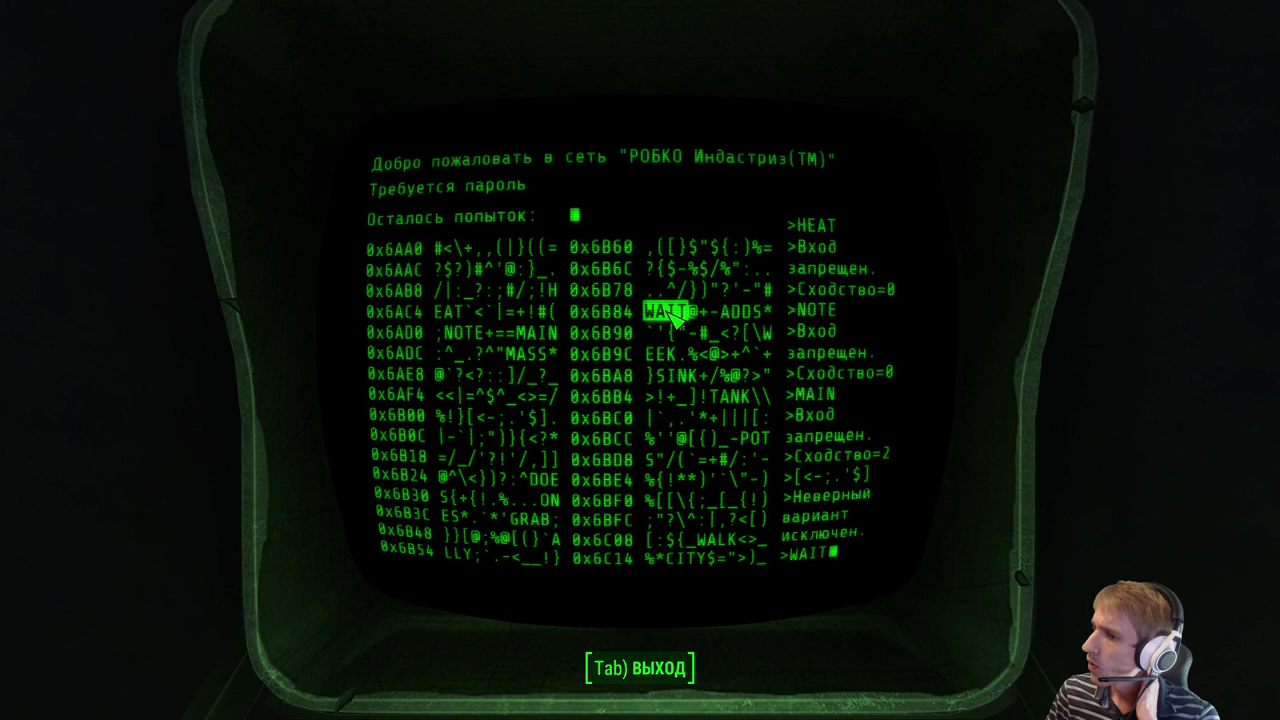 Добро пожаловать в сеть "РОБКО Индастриз(ТМ)"
Требуется пароль
Осталось попыток:
0x6AA0 #<\+,,(|}((= 0x6B60 ,([}$"${:)%= >Вход
0x6AAC ?$?)#^'@:}_. 0x6B6C ?{$-%$/%":.. запрещен.
0x6AB8 /|:_?:;#/;!H 0x6B78 ..^/})"?'-"# >Сходство=0
0x6AC4 EAT`<`|=+!#( 0x6B84 WAIT@+-ADDS* >NOTE
0x6AD0 ;NOTE+==MAIN 0x6B90 `'{"-#_<?[\W >Вход
0x6ADC :^_.?^"MASS* 0x6B9C EEK.%<@>+^`+ запрещен.
0x6AE8 @`?<?::]/_?_ 0x6BA8 }SINK+/%@?>" >Сходство=0
0x6AF4 <<|=^$^_<>=/ 0x6BB4 >!+_]!TANK\\ >MAIN
0x6B00 %!}[<-;.'$]. 0x6BC0 |`,.'*+|||[: >Вход
0x6B0C |-`|;")}{<?* 0x6BCC %''@[{)_-POT запрещен.
0x6B18 =/_/'?!'/,]] 0x6BD8 S"/(`=+#/:'- >Сходство=2
0x6B24 @^\<})?:^DOE 0x6BE4 %{!**)'`\"-) >[<-;.'$]
0x6B30 S{+{!.%...ON 0x6BF0 %[[\{;_[_{!) >Неверный
0x6B3C ES*.`*'GRAB; 0x6BFC ;"?\^:|,?<[) вариант
0x6B48 }}[@;%@[(}`A 0x6C08 [:${_WALK<>_ исключен.
0x6B54 LLY;`.-<__!} 0x6C14 %*CITY$=">)_ >WAIT
>HEAT
[Tab) ВЫХОД]